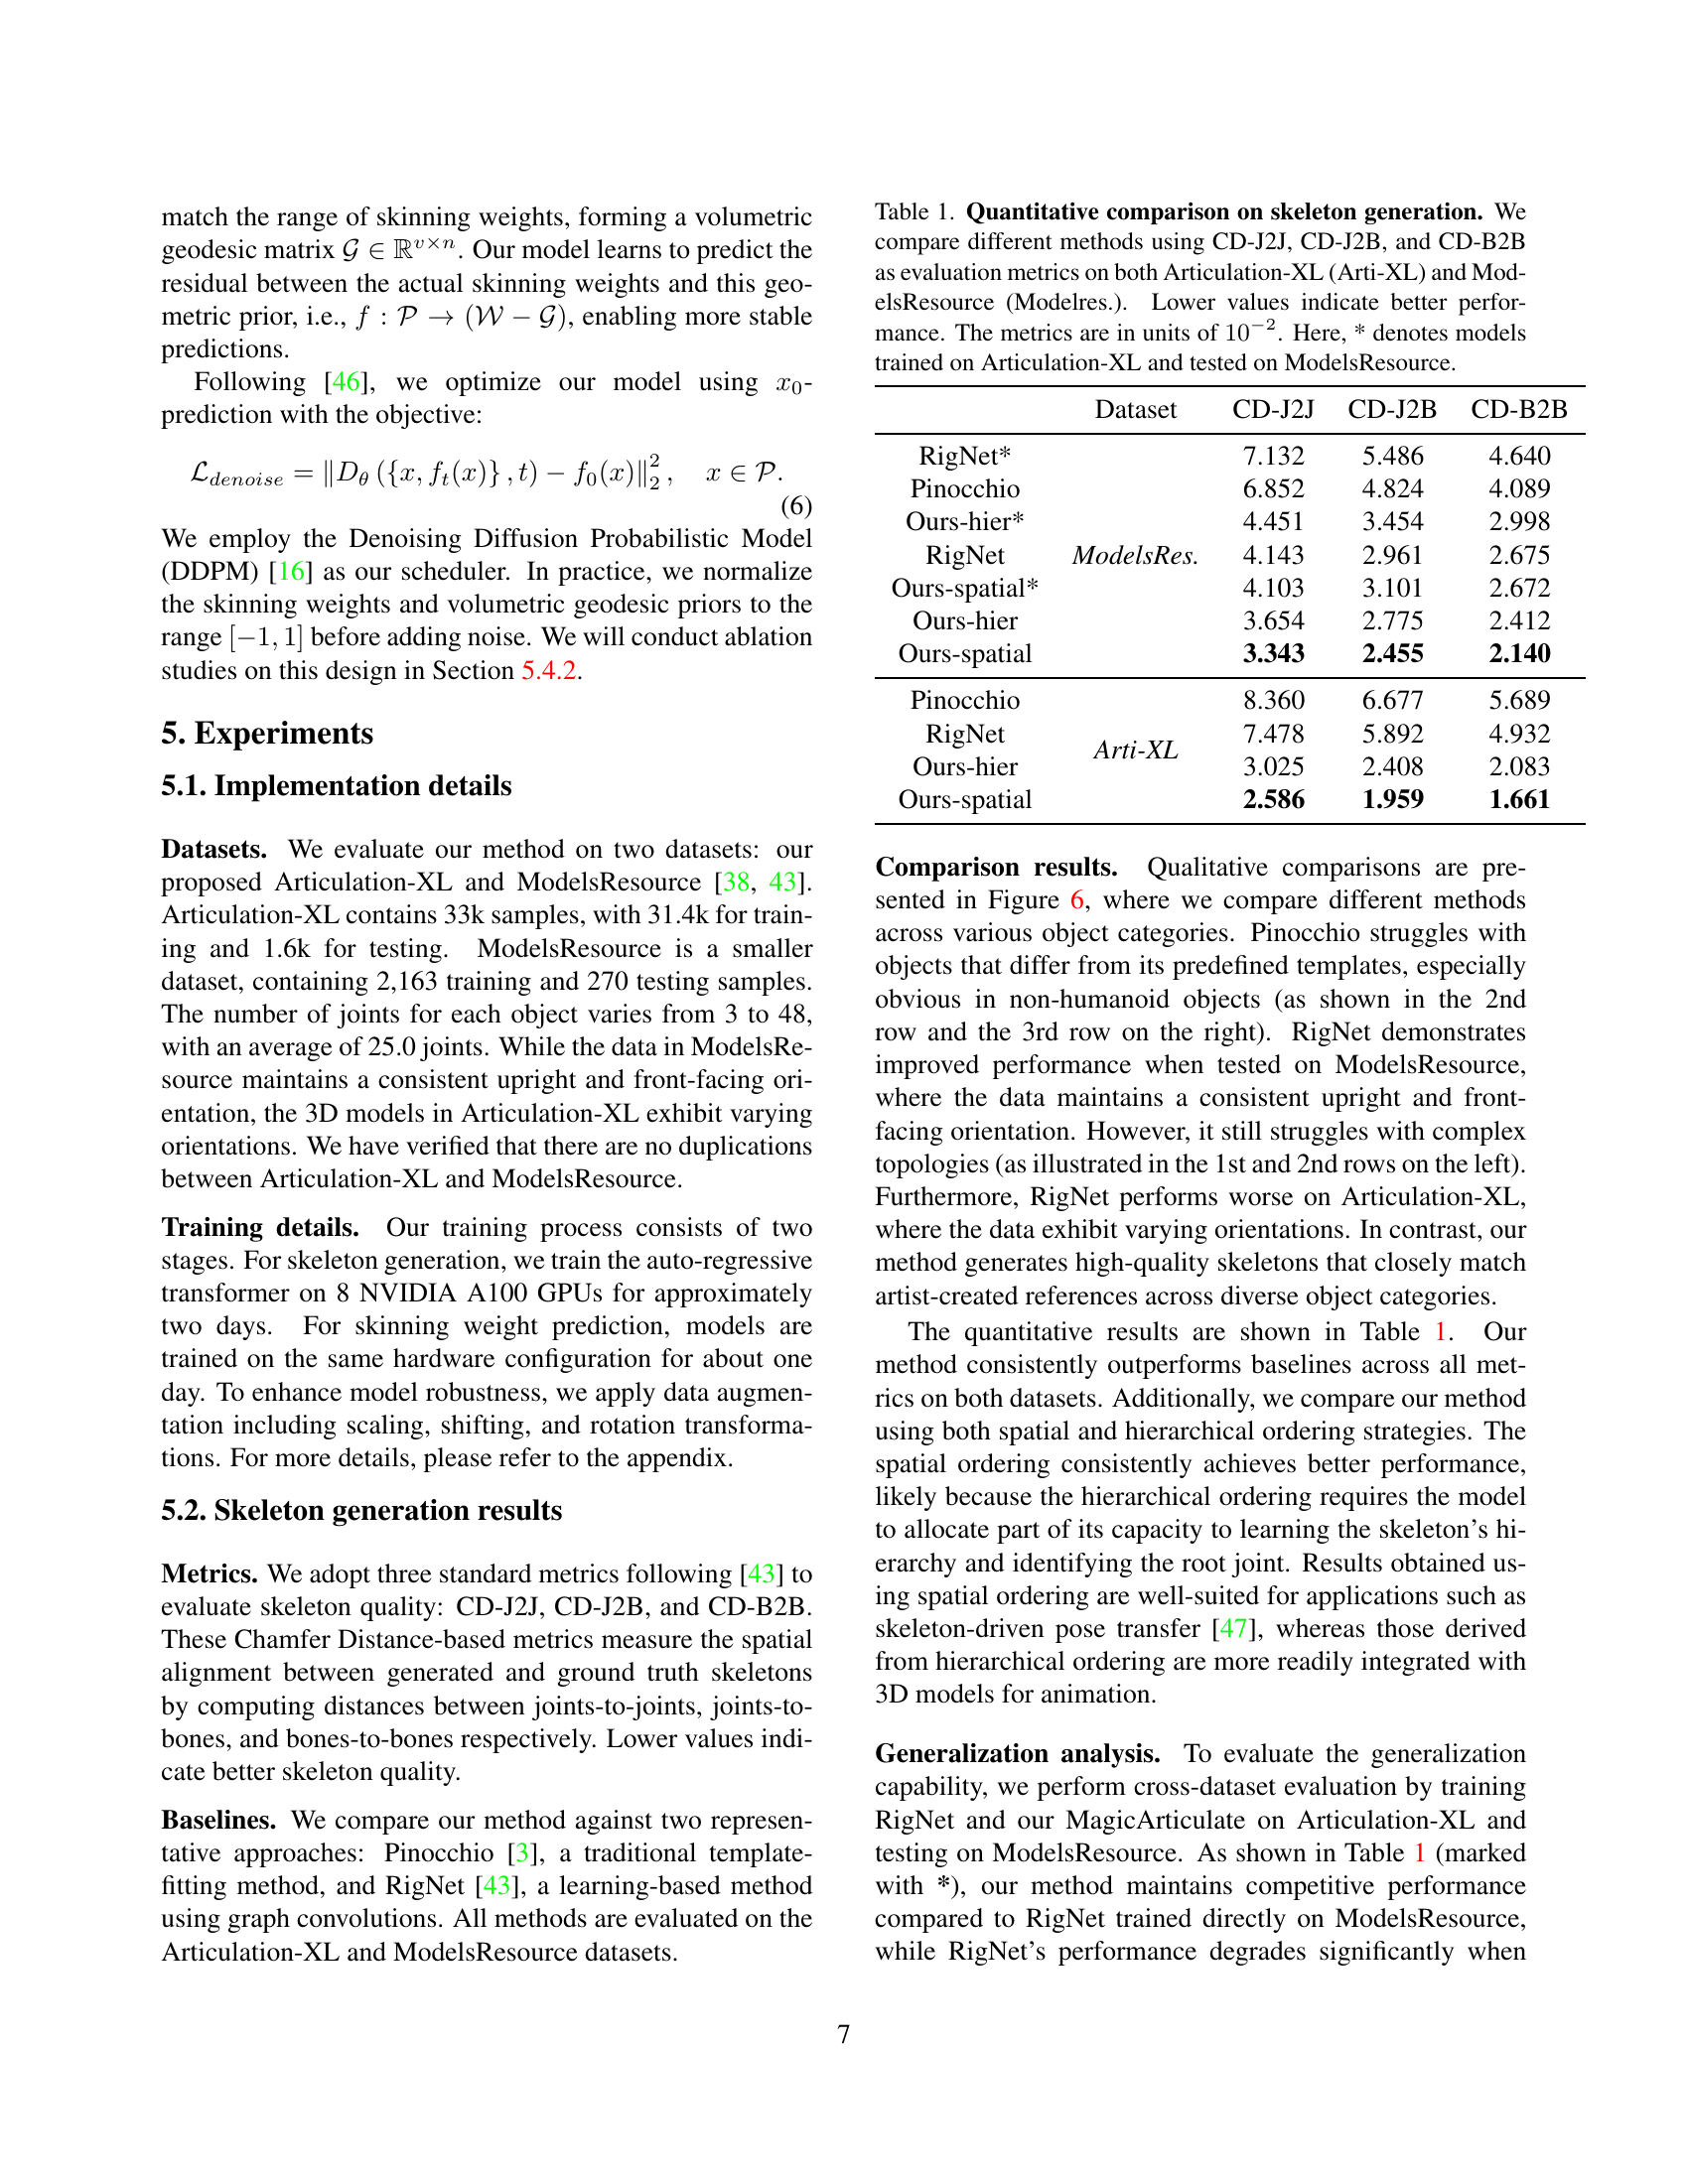 match the range of skinning weights, forming a volumetric
geodesic matrix 𝒢 ∈ ℝ^{v×n}. Our model learns to predict the
residual between the actual skinning weights and this geo-
metric prior, i.e., f : 𝒫 → (𝒲 − 𝒢), enabling more stable
predictions.
Following [46], we optimize our model using x₀-
prediction with the objective:
ℒ_{denoise} = ‖D_θ ({x, f_t(x)} , t) − f_0(x)‖_2^2 , x ∈ 𝒫.
(6)
We employ the Denoising Diffusion Probabilistic Model
(DDPM) [16] as our scheduler. In practice, we normalize
the skinning weights and volumetric geodesic priors to the
range [−1, 1] before adding noise. We will conduct ablation
studies on this design in Section 5.4.2.
5. Experiments
5.1. Implementation details
Datasets. We evaluate our method on two datasets: our
proposed Articulation-XL and ModelsResource [38, 43].
Articulation-XL contains 33k samples, with 31.4k for train-
ing and 1.6k for testing. ModelsResource is a smaller
dataset, containing 2,163 training and 270 testing samples.
The number of joints for each object varies from 3 to 48,
with an average of 25.0 joints. While the data in ModelsRe-
source maintains a consistent upright and front-facing ori-
entation, the 3D models in Articulation-XL exhibit varying
orientations. We have verified that there are no duplications
between Articulation-XL and ModelsResource.
Training details. Our training process consists of two
stages. For skeleton generation, we train the auto-regressive
transformer on 8 NVIDIA A100 GPUs for approximately
two days. For skinning weight prediction, models are
trained on the same hardware configuration for about one
day. To enhance model robustness, we apply data augmen-
tation including scaling, shifting, and rotation transforma-
tions. For more details, please refer to the appendix.
5.2. Skeleton generation results
Metrics. We adopt three standard metrics following [43] to
evaluate skeleton quality: CD-J2J, CD-J2B, and CD-B2B.
These Chamfer Distance-based metrics measure the spatial
alignment between generated and ground truth skeletons
by computing distances between joints-to-joints, joints-to-
bones, and bones-to-bones respectively. Lower values indi-
cate better skeleton quality.
Baselines. We compare our method against two represen-
tative approaches: Pinocchio [3], a traditional template-
fitting method, and RigNet [43], a learning-based method
using graph convolutions. All methods are evaluated on the
Articulation-XL and ModelsResource datasets.
Table 1. Quantitative comparison on skeleton generation. We
compare different methods using CD-J2J, CD-J2B, and CD-B2B
as evaluation metrics on both Articulation-XL (Arti-XL) and Mod-
elsResource (Modelres.). Lower values indicate better perfor-
mance. The metrics are in units of 10^{−2}. Here, * denotes models
trained on Articulation-XL and tested on ModelsResource.
Dataset CD-J2J CD-J2B CD-B2B
RigNet* 7.132 5.486 4.640
Pinocchio 6.852 4.824 4.089
Ours-hier* 4.451 3.454 2.998
RigNet ModelsRes. 4.143 2.961 2.675
Ours-spatial* 4.103 3.101 2.672
Ours-hier 3.654 2.775 2.412
Ours-spatial 3.343 2.455 2.140
Pinocchio 8.360 6.677 5.689
RigNet 7.478 5.892 4.932
Arti-XL
Ours-hier 3.025 2.408 2.083
Ours-spatial 2.586 1.959 1.661
Comparison results. Qualitative comparisons are pre-
sented in Figure 6, where we compare different methods
across various object categories. Pinocchio struggles with
objects that differ from its predefined templates, especially
obvious in non-humanoid objects (as shown in the 2nd
row and the 3rd row on the right). RigNet demonstrates
improved performance when tested on ModelsResource,
where the data maintains a consistent upright and front-
facing orientation. However, it still struggles with complex
topologies (as illustrated in the 1st and 2nd rows on the left).
Furthermore, RigNet performs worse on Articulation-XL,
where the data exhibit varying orientations. In contrast, our
method generates high-quality skeletons that closely match
artist-created references across diverse object categories.
The quantitative results are shown in Table 1. Our
method consistently outperforms baselines across all met-
rics on both datasets. Additionally, we compare our method
using both spatial and hierarchical ordering strategies. The
spatial ordering consistently achieves better performance,
likely because the hierarchical ordering requires the model
to allocate part of its capacity to learning the skeleton's hi-
erarchy and identifying the root joint. Results obtained us-
ing spatial ordering are well-suited for applications such as
skeleton-driven pose transfer [47], whereas those derived
from hierarchical ordering are more readily integrated with
3D models for animation.
Generalization analysis. To evaluate the generalization
capability, we perform cross-dataset evaluation by training
RigNet and our MagicArticulate on Articulation-XL and
testing on ModelsResource. As shown in Table 1 (marked
with *), our method maintains competitive performance
compared to RigNet trained directly on ModelsResource,
while RigNet's performance degrades significantly when
7